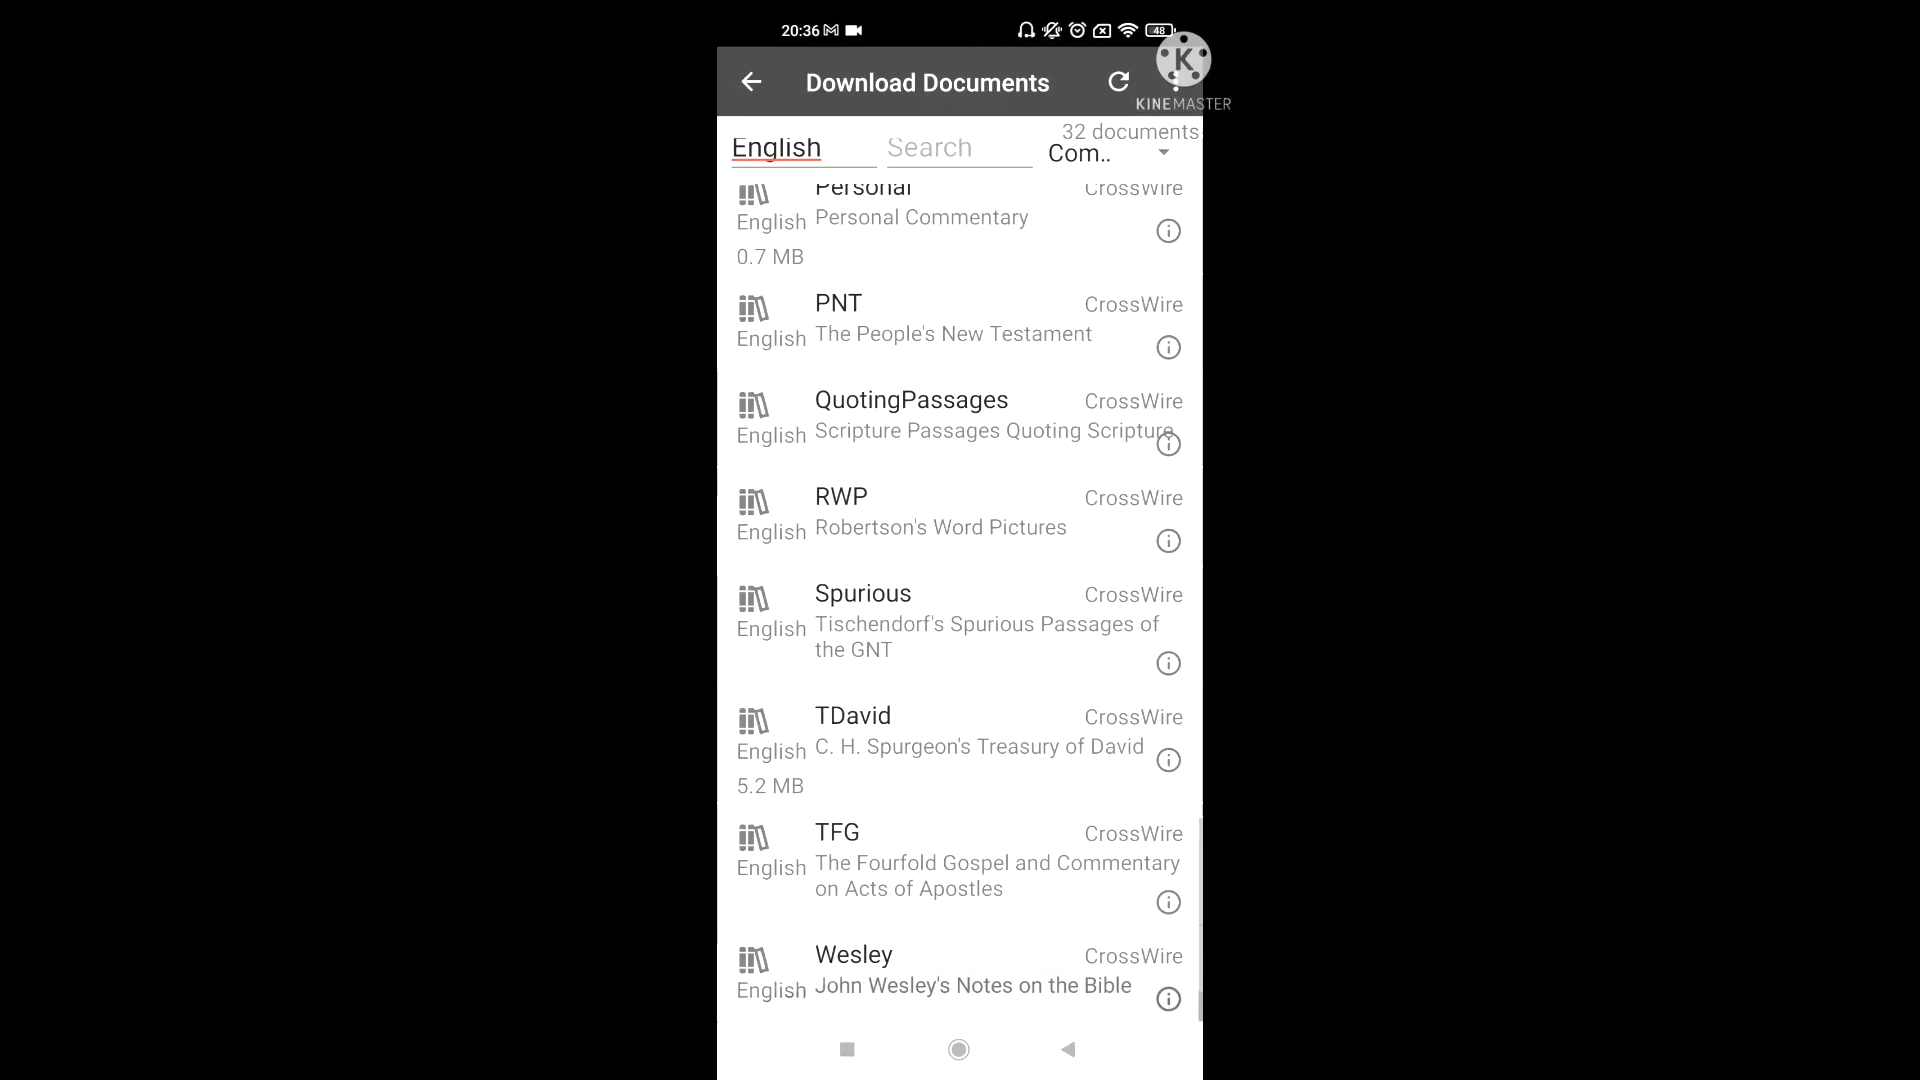 20:36
48
Download Documents
KINEMASTER
32 documents
English
Search
Com..
Personal
CrossWire
English
Personal Commentary
0.7 MB
PNT
CrossWire
English
The People's New Testament
QuotingPassages
CrossWire
English
Scripture Passages Quoting Scripture
RWP
CrossWire
English
Robertson's Word Pictures
Spurious
CrossWire
English
Tischendorf's Spurious Passages of
the GNT
TDavid
CrossWire
English
C. H. Spurgeon's Treasury of David
5.2 MB
TFG
CrossWire
English
The Fourfold Gospel and Commentary
on Acts of Apostles
Wesley
CrossWire
English
John Wesley's Notes on the Bible